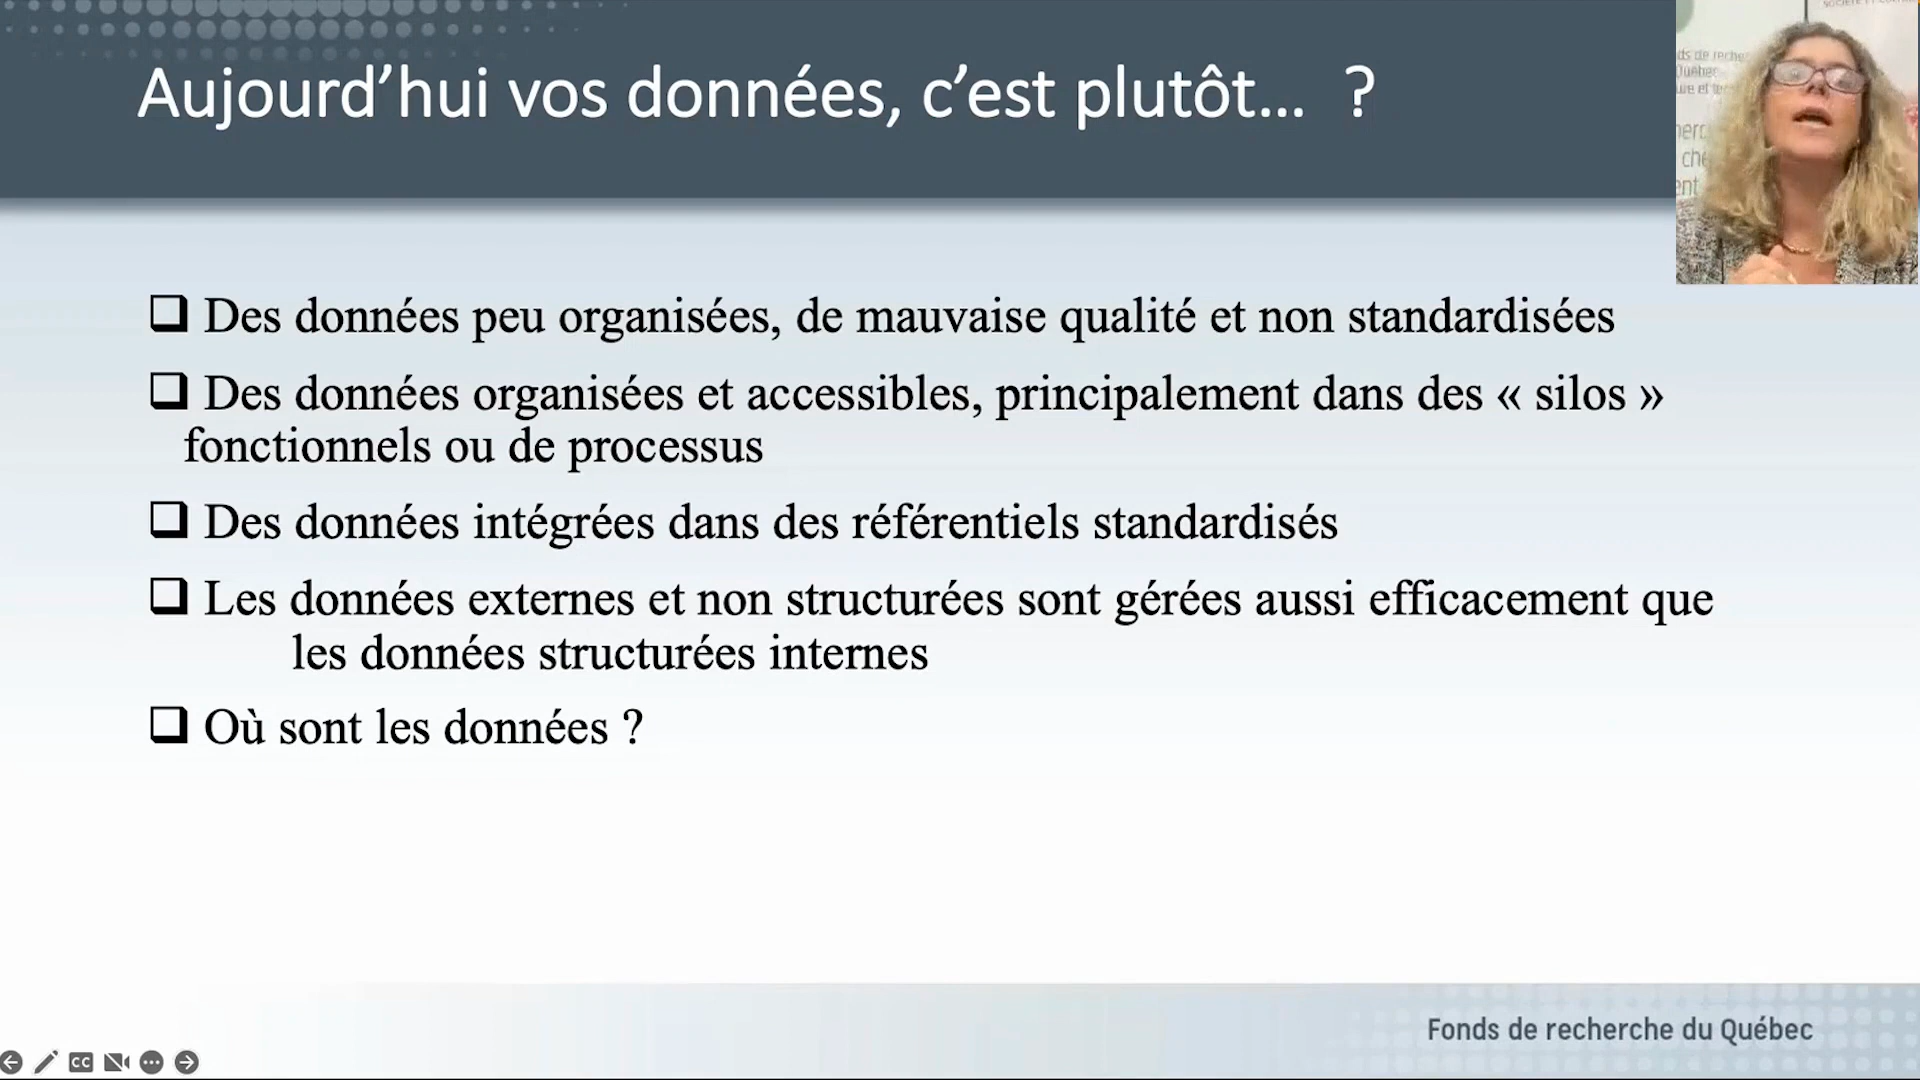 Aujourd’hui vos données, c’est plutôt… ?
Des données peu organisées, de mauvaise qualité et non standardisées
Des données organisées et accessibles, principalement dans des « silos »
fonctionnels ou de processus
Des données intégrées dans des référentiels standardisés
Les données externes et non structurées sont gérées aussi efficacement que
les données structurées internes
Où sont les données ?
Fonds de recherche du Québec
CC